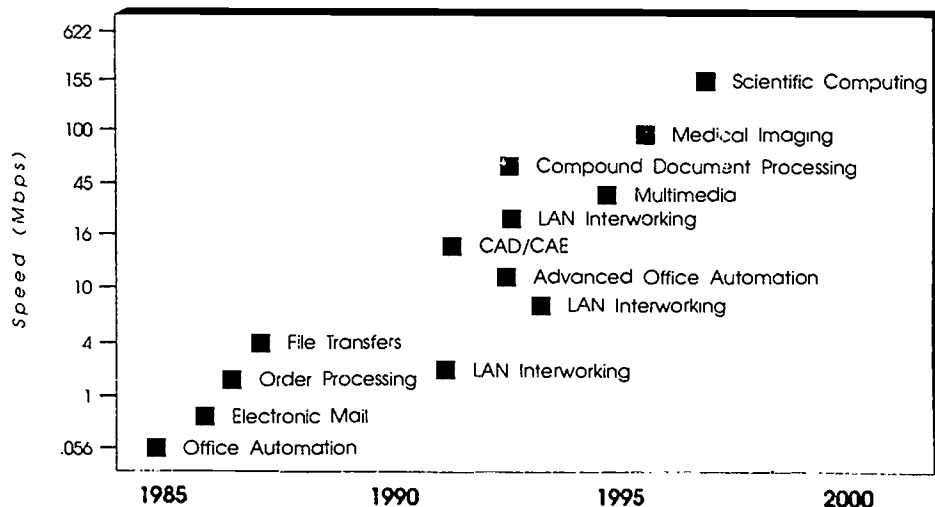 622
155
Scientific Computing
100
Medical Imaging
Compound Document Processing
45
Multimedia
LAN Interworking
16
CAD/CAE
Advanced Office Automation
10
LAN Interworking
4
File Transfers
LAN Interworking
Order Processing
1
Electronic Mail
.056
Office Automation
Speed (Mbps)
1985 1990 1995 2000